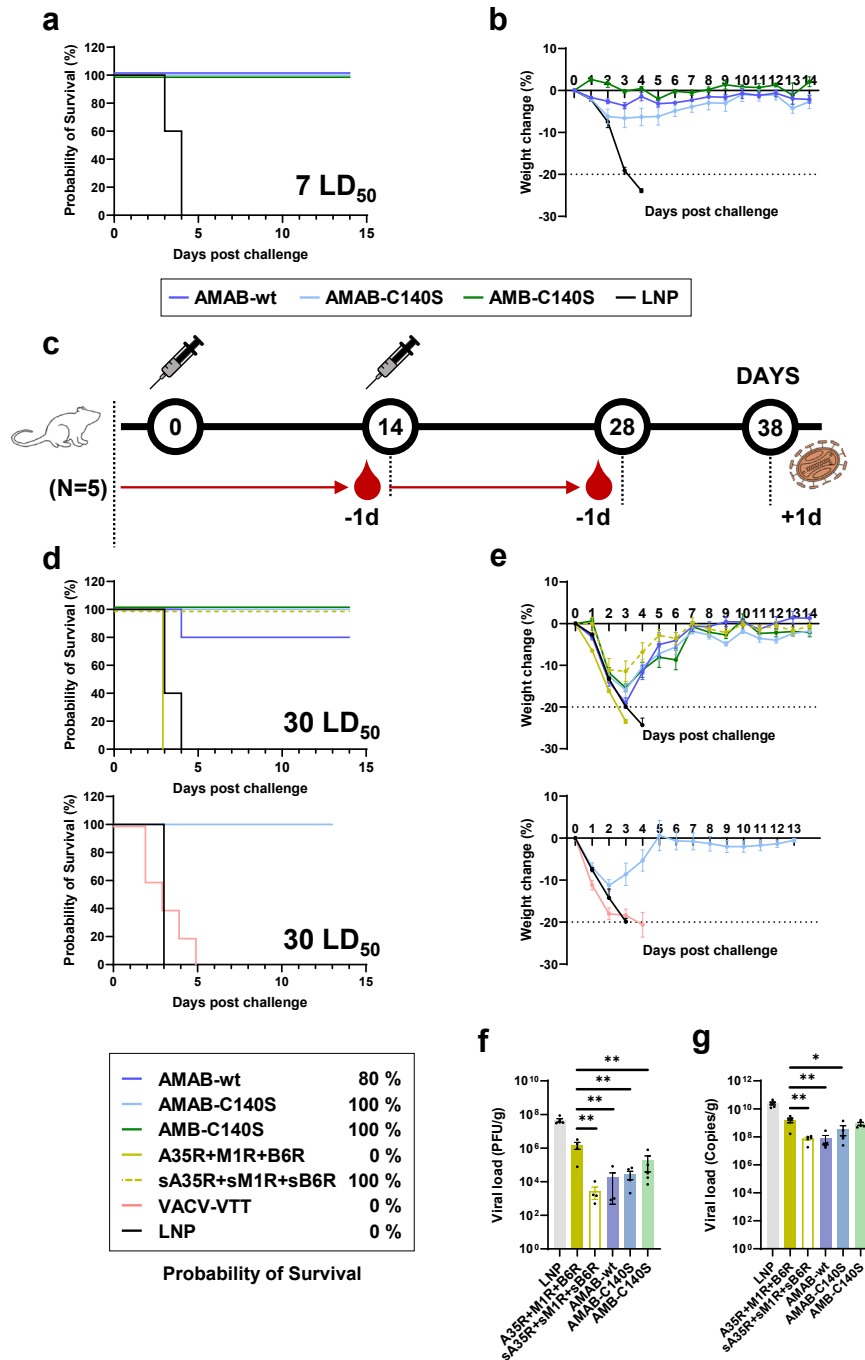 a
Probability of Survival (%)
120
100
80
60
40
20
0
0 5 10 15
7 LD50
Days post challenge
b
Weight change (%)
10
0
-10
-20
-30
0 1 2 3 4 5 6 7 8 9 10 11 12 13 14
Days post challenge
AMAB-wt AMAB-C140S AMB-C140S LNP
c
DAYS
0 14 28 38
(N=5)
-1d -1d +1d
d
Probability of Survival (%)
120
100
80
60
40
20
0
0 5 10 15
30 LD50
Days post challenge
e
Weight change (%)
10
0
-10
-20
-30
0 1 2 3 4 5 6 7 8 9 10 11 12 13 14
Days post challenge
Probability of Survival (%)
120
100
80
60
40
20
0
0 5 10 15
30 LD50
Days post challenge
Weight change (%)
10
0
-10
-20
-30
0 1 2 3 4 5 6 7 8 9 10 11 12 13
Days post challenge
AMAB-wt 80 %
AMAB-C140S 100 %
AMB-C140S 100 %
A35R+M1R+B6R 0 %
sA35R+sM1R+sB6R 100 %
VACV-VTT 0 %
LNP 0 %
Probability of Survival
f
Viral load (PFU/g)
10^10
10^8
10^6
10^4
10^2
10^0
**
**
**
**
LNP
A35R+M1R+B6R
sA35R+sM1R+sB6R
AMAB-wt
AMAB-C140S
AMB-C140S
g
Viral load (Copies/g)
10^12
10^10
10^8
10^6
10^4
10^2
10^0
*
**
**
LNP
A35R+M1R+B6R
sA35R+sM1R+sB6R
AMAB-wt
AMAB-C140S
AMB-C140S